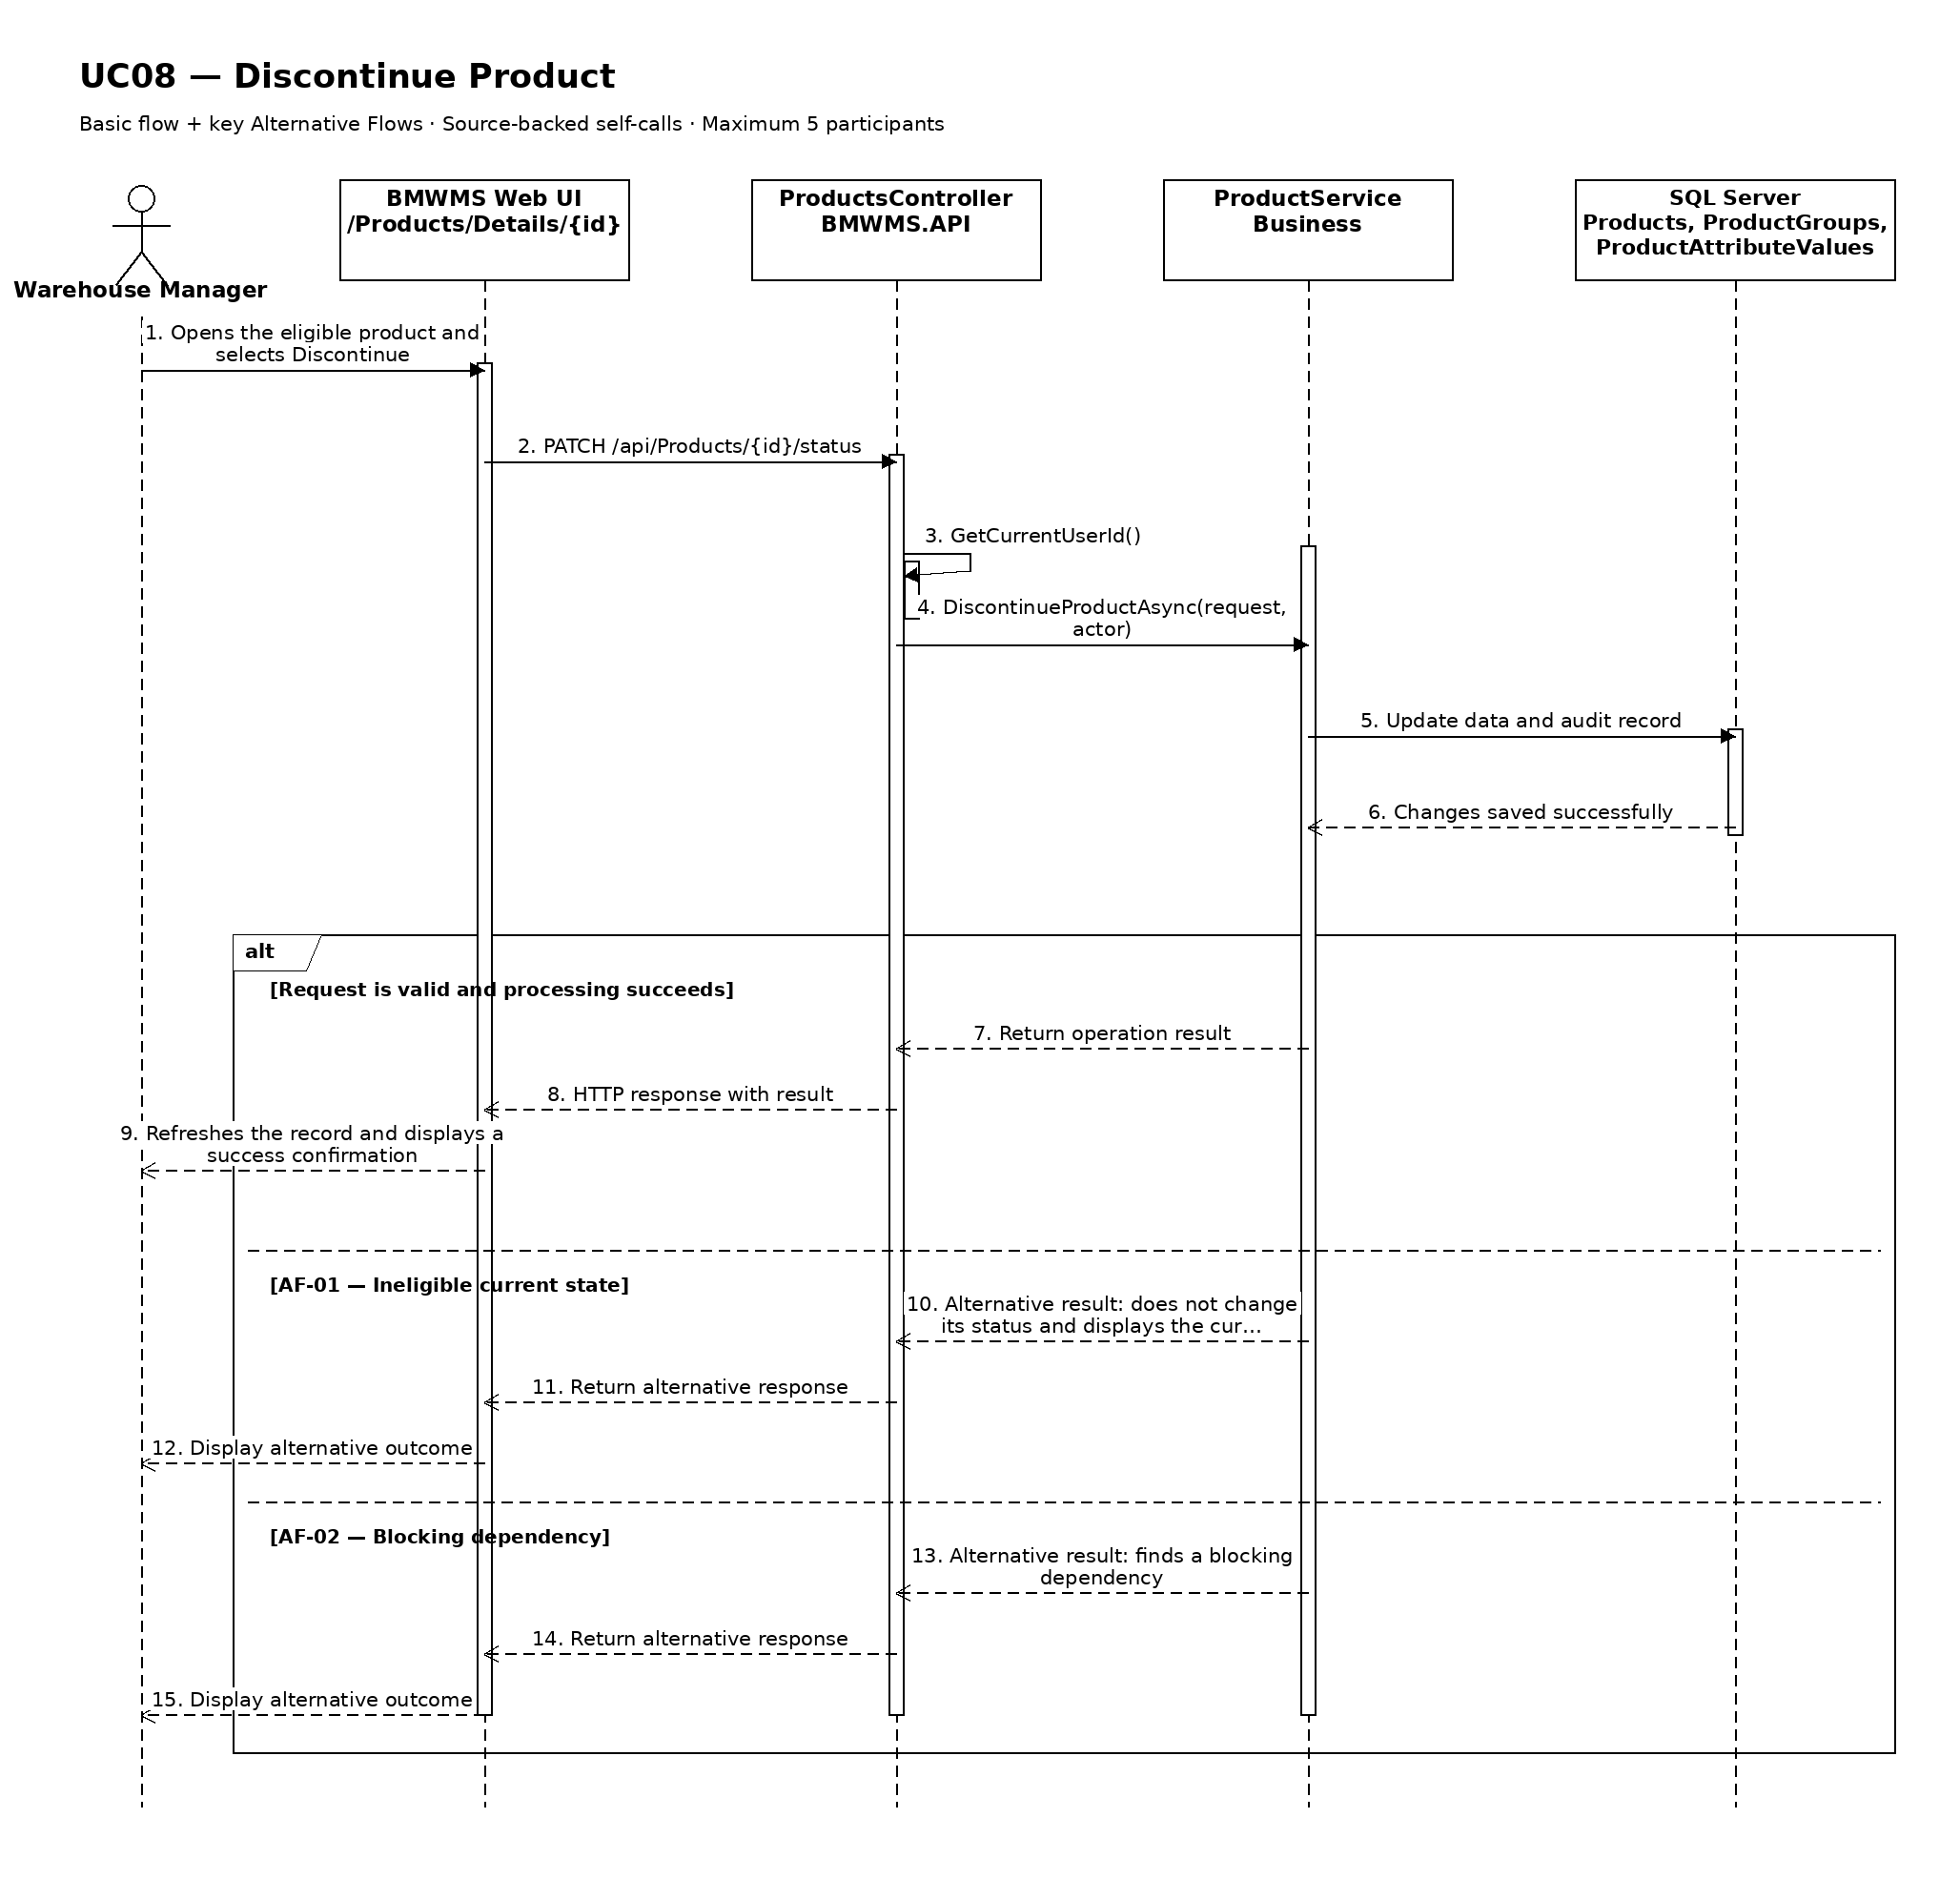 UC08 — Discontinue Product
Basic flow + key Alternative Flows · Source-backed self-calls · Maximum 5 participants
Warehouse Manager
BMWMS Web UI
/Products/Details/{id}
ProductsController
BMWMS.API
ProductService
Business
SQL Server
Products, ProductGroups,
ProductAttributeValues
1. Opens the eligible product and
selects Discontinue
2. PATCH /api/Products/{id}/status
3. GetCurrentUserId()
4. DiscontinueProductAsync(request,
actor)
5. Update data and audit record
6. Changes saved successfully
alt
[Request is valid and processing succeeds]
7. Return operation result
8. HTTP response with result
9. Refreshes the record and displays a
success confirmation
[AF-01 — Ineligible current state]
10. Alternative result: does not change
its status and displays the cur...
11. Return alternative response
12. Display alternative outcome
[AF-02 — Blocking dependency]
13. Alternative result: finds a blocking
dependency
14. Return alternative response
15. Display alternative outcome